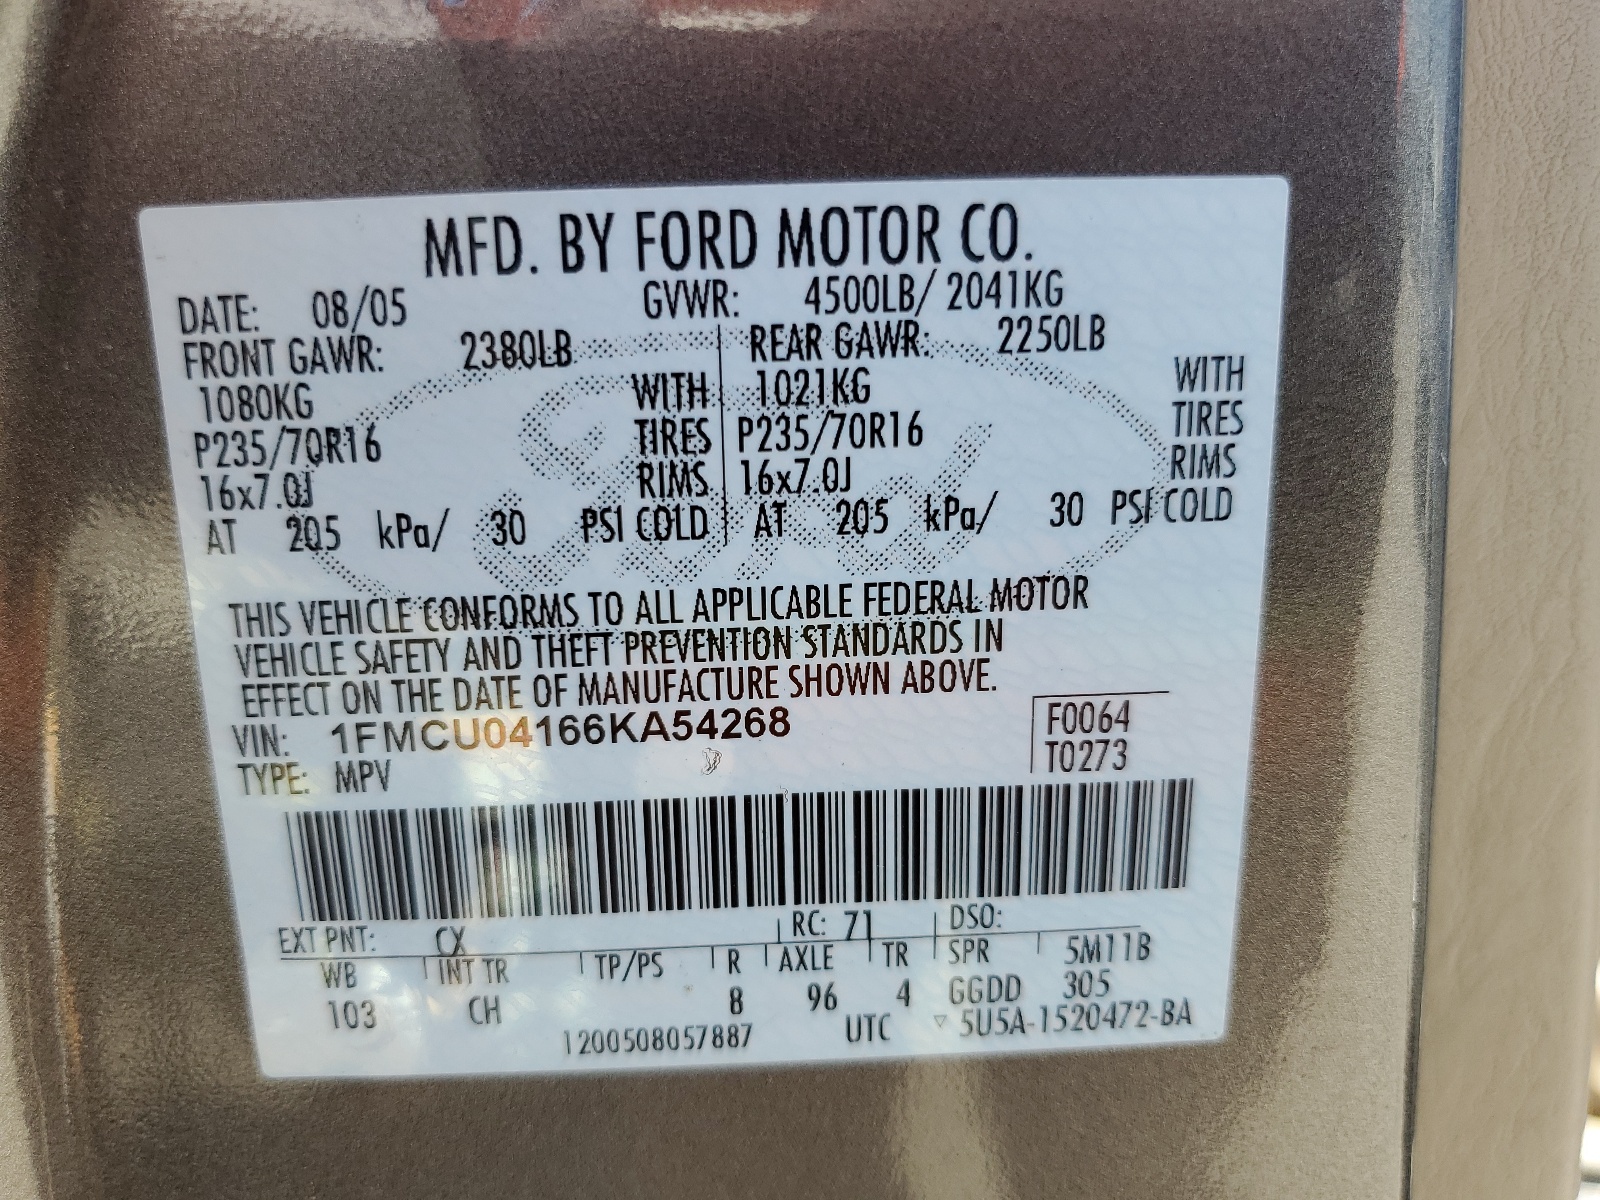 MFD. BY FORD MOTOR CO.
DATE: 08/05 GVWR: 4500LB/ 2041KG
FRONT GAWR: 2380LB REAR GAWR: 2250LB
1080KG WITH 1021KG WITH
P235/70R16 TIRES P235/70R16 TIRES
16x7.0J RIMS 16x7.0J RIMS
AT 205 kPa/ 30 PSI COLD AT 205 kPa/ 30 PSI COLD
THIS VEHICLE CONFORMS TO ALL APPLICABLE FEDERAL MOTOR
VEHICLE SAFETY AND THEFT PREVENTION STANDARDS IN
EFFECT ON THE DATE OF MANUFACTURE SHOWN ABOVE.
VIN: 1FMCU04166KA54268 F0064
TYPE: MPV T0273
EXT PNT: CX RC: 71 DSO:
WB INT TR TP/PS R AXLE TR SPR 5M11B
103 CH 8 96 4 GGDD 305
1200508057887 UTC ▽ 5U5A-1520472-BA
Ford